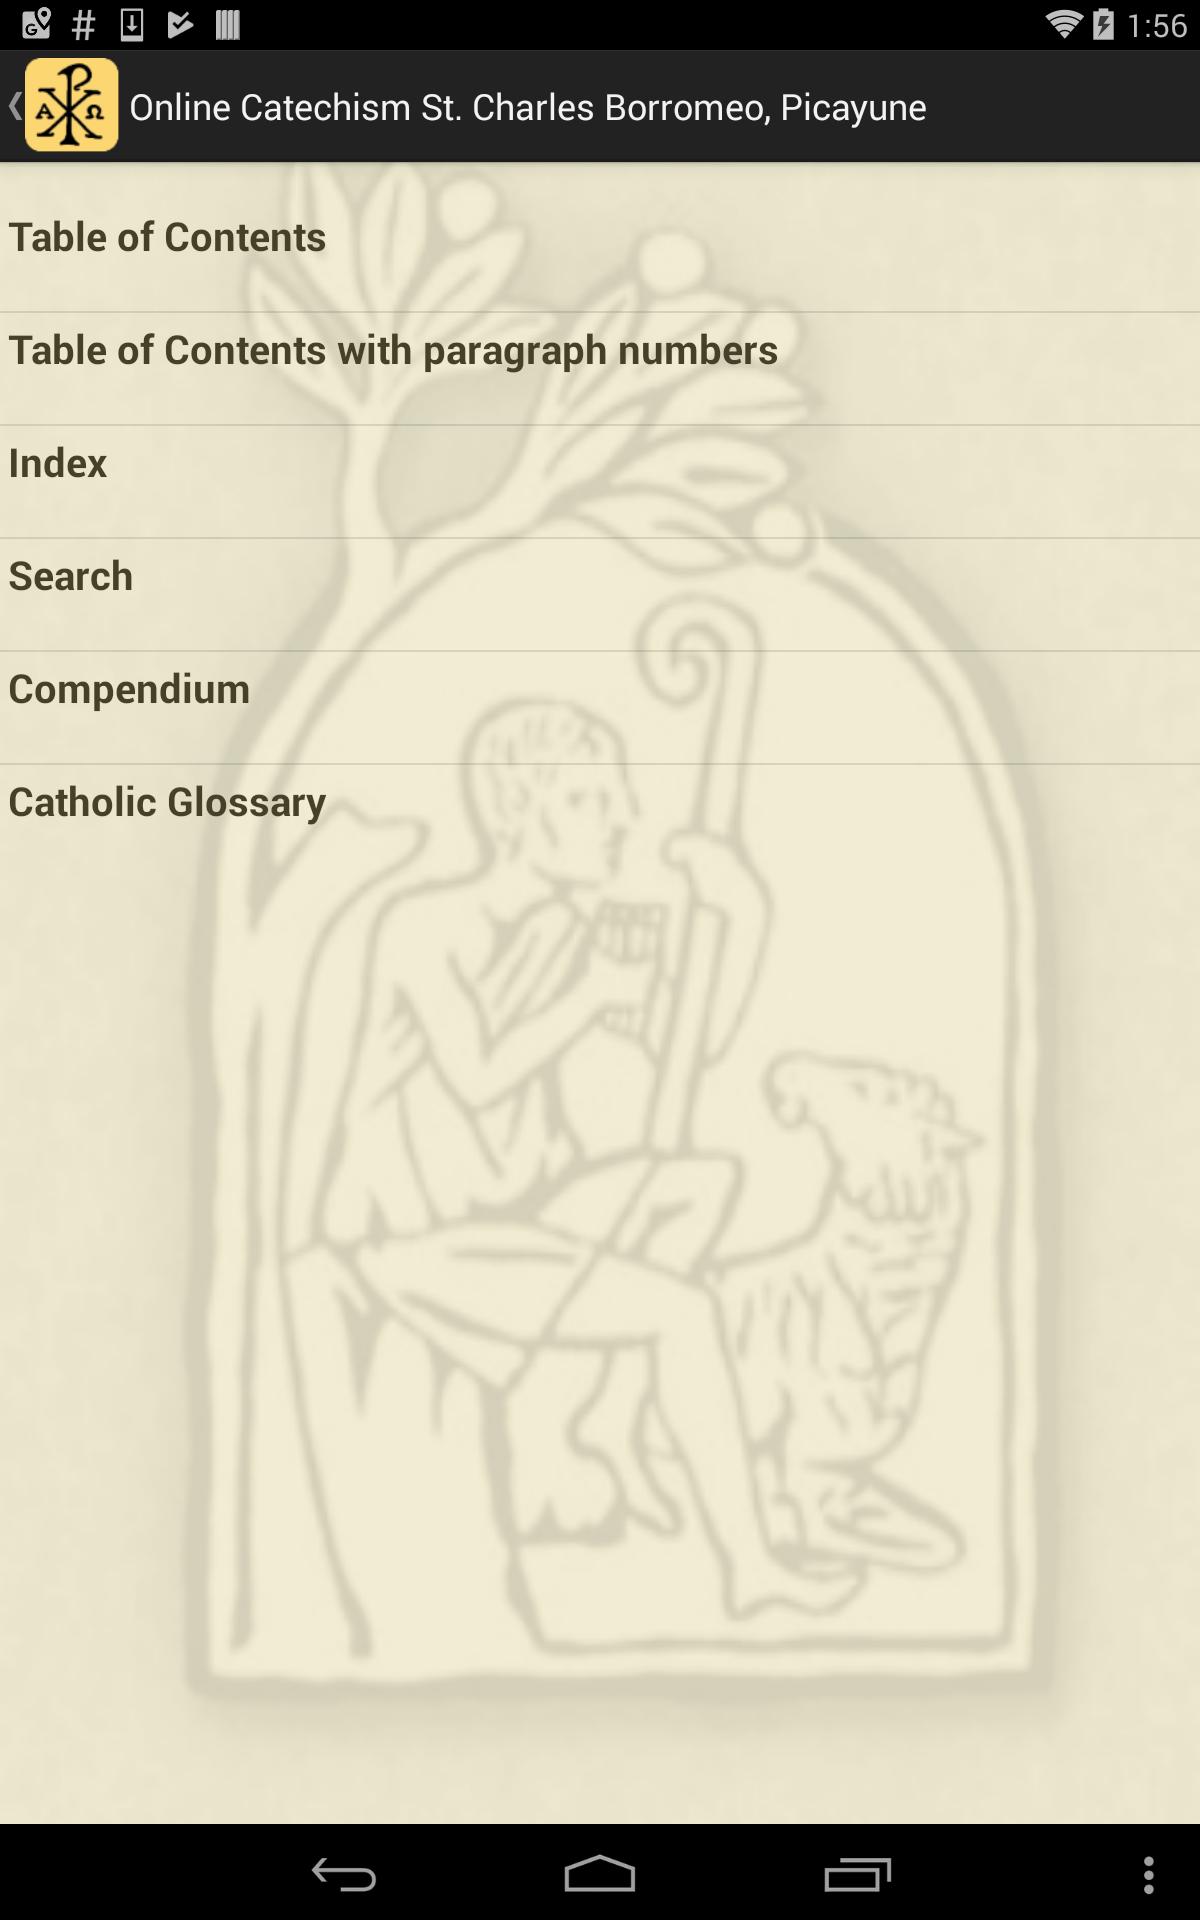 1:56
Online Catechism St. Charles Borromeo, Picayune
Table of Contents
Table of Contents with paragraph numbers
Index
Search
Compendium
Catholic Glossary